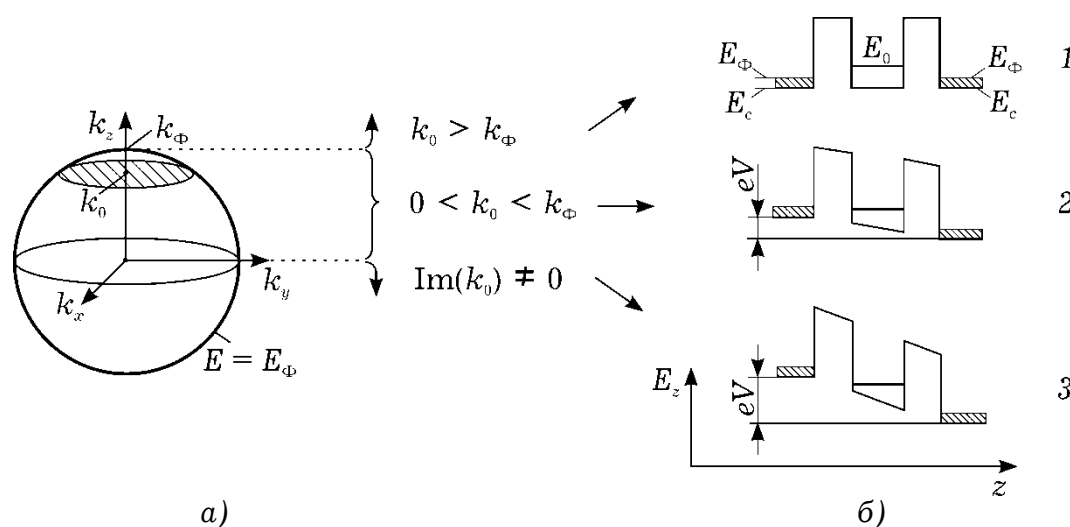 k_z
k_Ф
k_0
k_y
k_x
E = E_Ф
а)
k_0 > k_Ф
0 < k_0 < k_Ф
Im(k_0) ≠ 0
E_Ф
E_0
E_Ф
E_c
E_c
1
eV
2
E_z
eV
3
z
б)